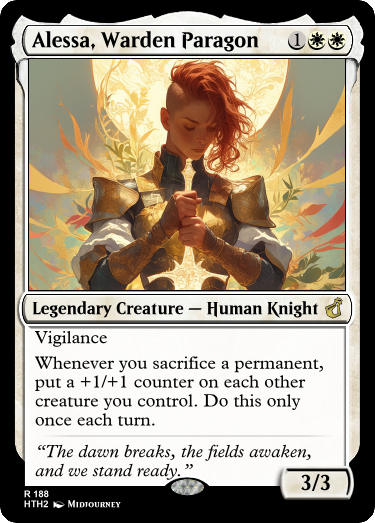 Alessa, Warden Paragon 1
Legendary Creature — Human Knight
Vigilance
Whenever you sacrifice a permanent,
put a +1/+1 counter on each other
creature you control. Do this only
once each turn.
“The dawn breaks, the fields awaken,
and we stand ready.”
3/3
R 188
HTH2 Midjourney